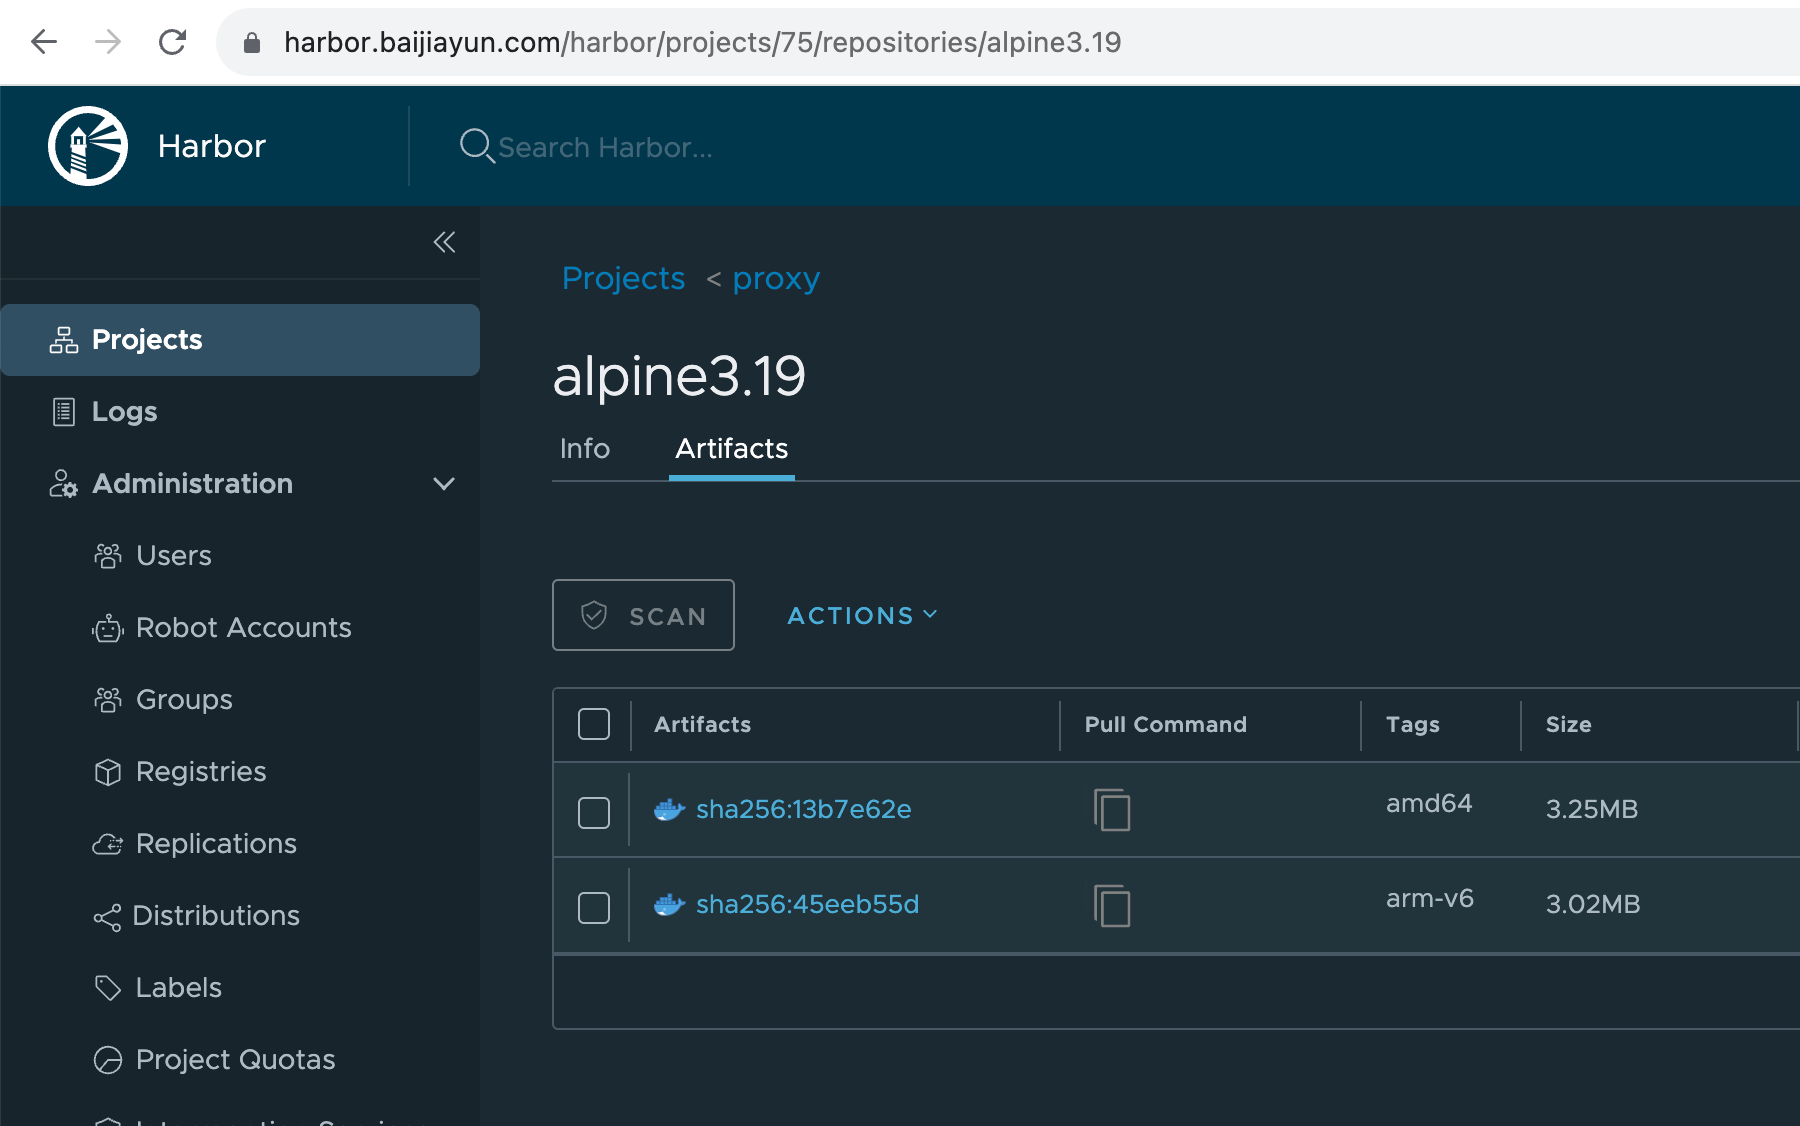 harbor.baijiayun.com/harbor/projects/75/repositories/alpine3.19
Harbor
Search Harbor...
Projects
Logs
Administration
Users
Robot Accounts
Groups
Registries
Replications
Distributions
Labels
Project Quotas
Projects < proxy
alpine3.19
Info Artifacts
SCAN ACTIONS
Artifacts Pull Command Tags Size
sha256:13b7e62e amd64 3.25MB
sha256:45eeb55d arm-v6 3.02MB